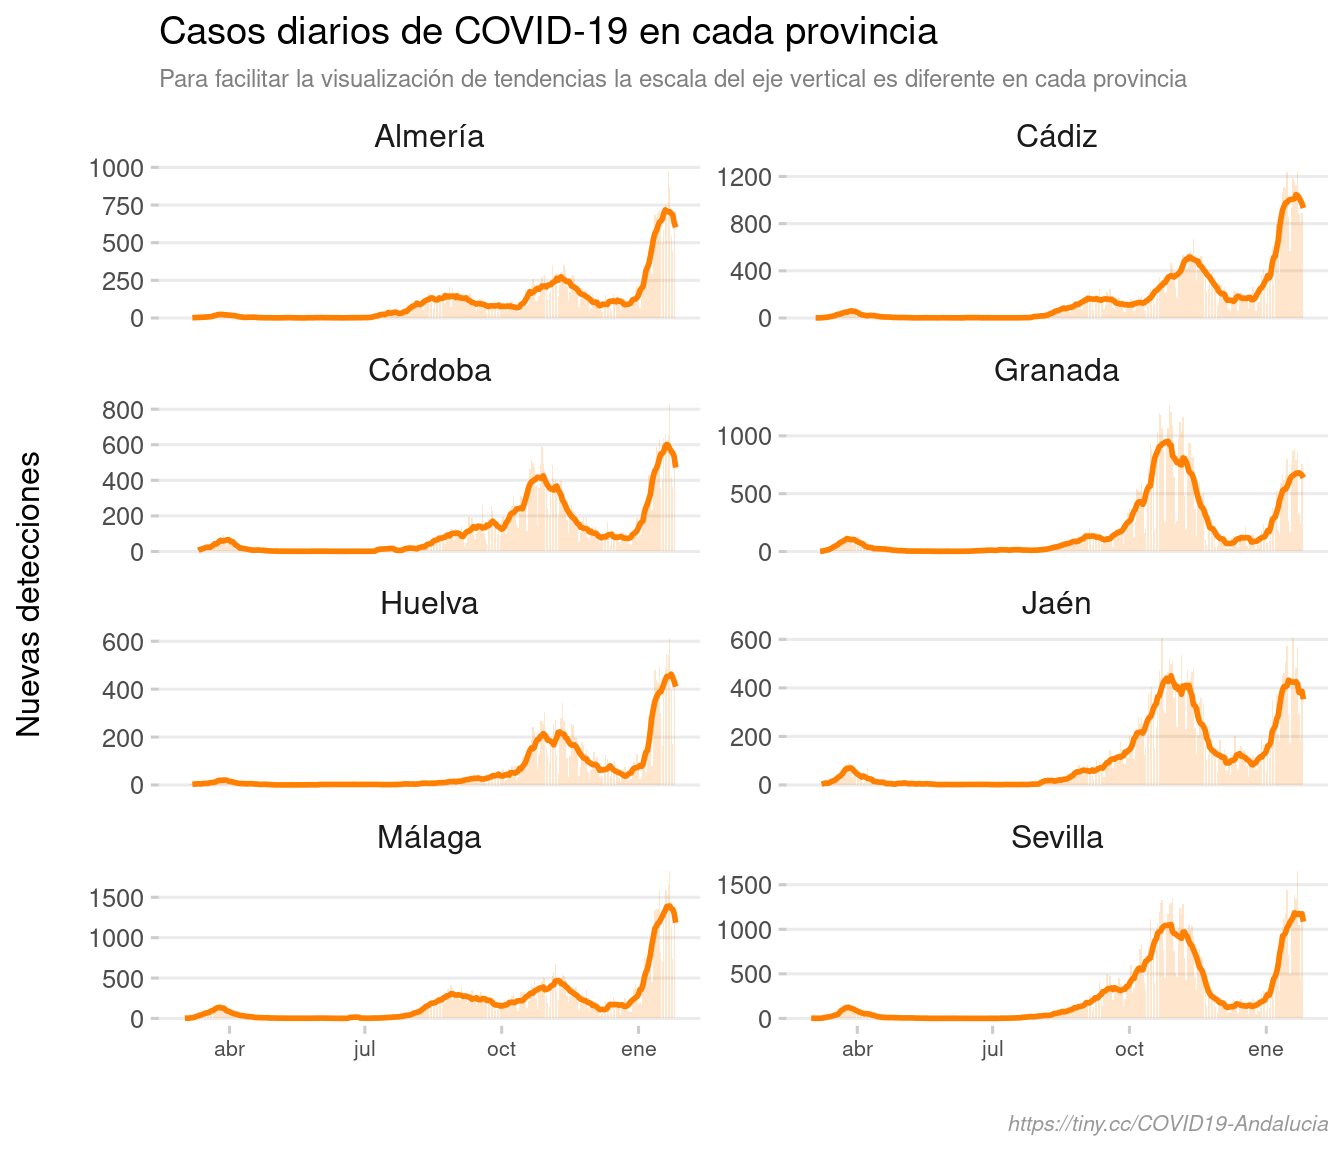 Casos diarios de COVID-19 en cada provincia
Para facilitar la visualización de tendencias la escala del eje vertical es diferente en cada provincia
Nuevas detecciones
Almería
1000
750
500
250
0
Cádiz
1200
800
400
0
Córdoba
800
600
400
200
0
Granada
1000
500
0
Huelva
600
400
200
0
Jaén
600
400
200
0
Málaga
1500
1000
500
0
abr jul oct ene
Sevilla
1500
1000
500
0
abr jul oct ene
https://tiny.cc/COVID19-Andalucia